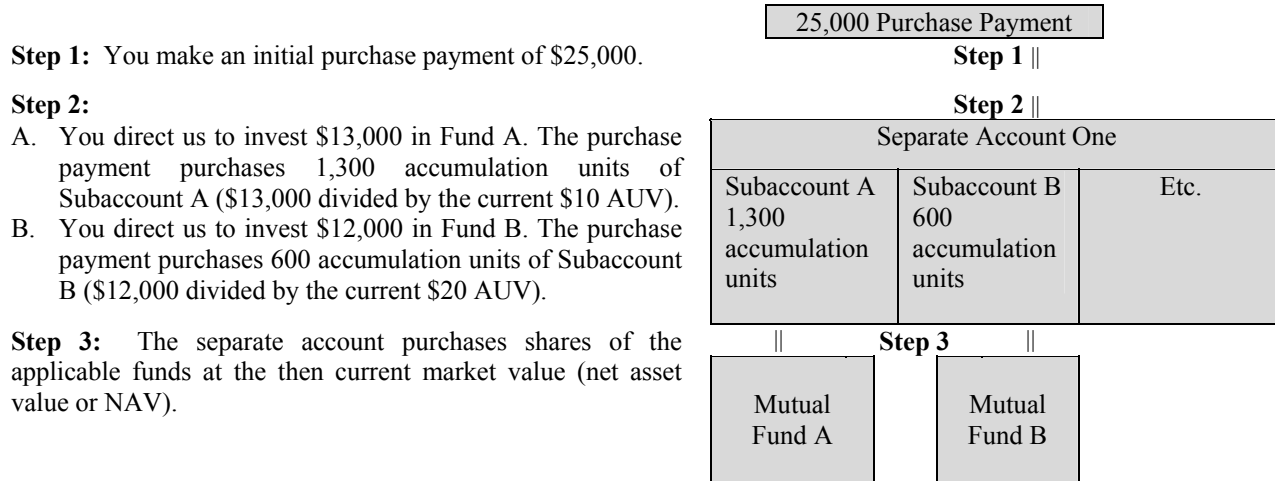 Step 1: You make an initial purchase payment of $25,000.
Step 2:
A. You direct us to invest $13,000 in Fund A. The purchase
payment purchases 1,300 accumulation units of
Subaccount A ($13,000 divided by the current $10 AUV).
B. You direct us to invest $12,000 in Fund B. The purchase
payment purchases 600 accumulation units of Subaccount
B ($12,000 divided by the current $20 AUV).
Step 3: The separate account purchases shares of the
applicable funds at the then current market value (net asset
value or NAV).
25,000 Purchase Payment
Step 1 ||
Step 2 ||
Separate Account One
Subaccount A
1,300
accumulation
units
Subaccount B
600
accumulation
units
Etc.
|| Step 3 ||
Mutual
Fund A
Mutual
Fund B